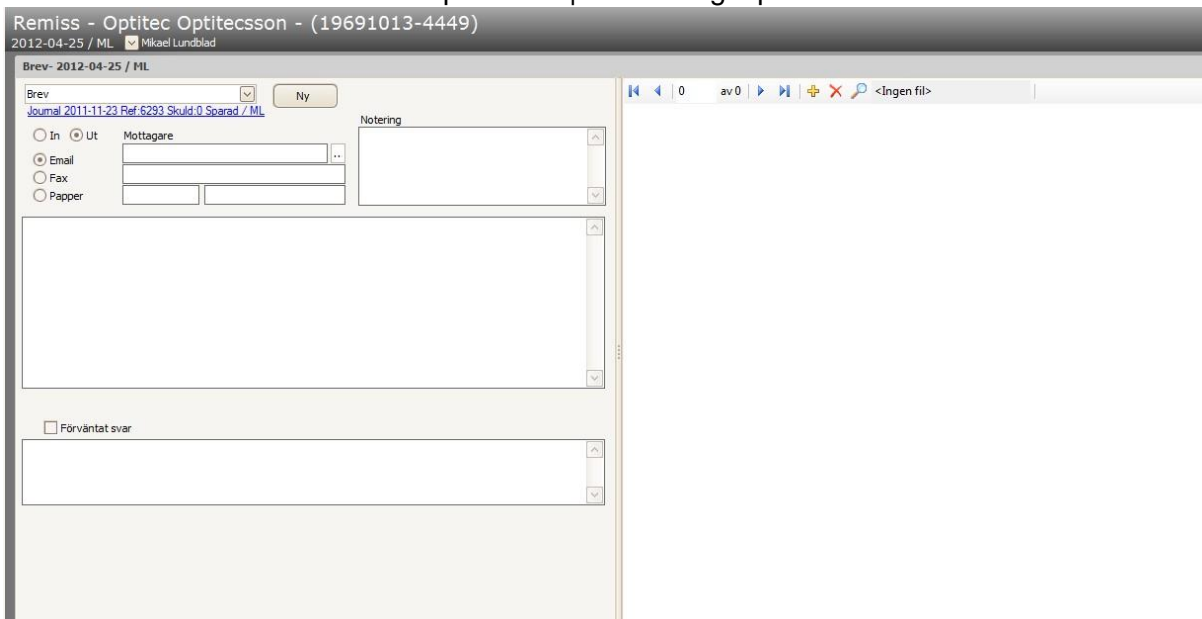 Remiss - Optitec Optitecsson - (19691013-4449)
2012-04-25 / ML Mikael Lundblad
Brev- 2012-04-25 / ML
Brev
Ny
0 av 0 <Ingen fil>
Journal 2011-11-23 Ref:6293 Skuld:0 Sparad / ML
Notering
In Ut Mottagare
Email
..
Fax
Papper
Förväntat svar